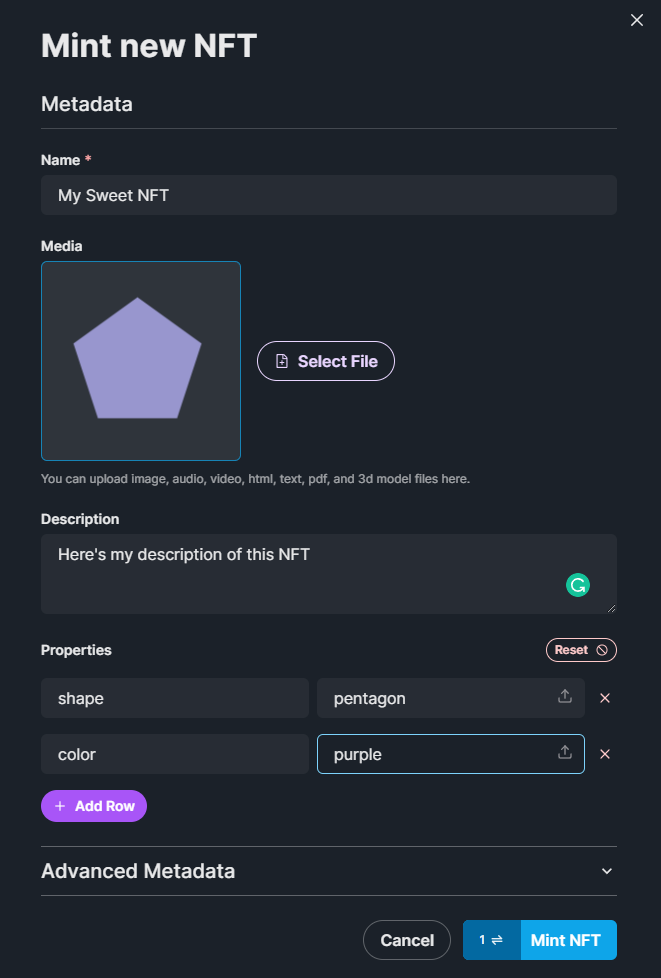 Mint new NFT
Metadata
Name *
My Sweet NFT
Media
Select File
You can upload image, audio, video, html, text, pdf, and 3d model files here.
Description
Here's my description of this NFT
Properties
Reset
shape
pentagon
color
purple
+ Add Row
Advanced Metadata
Cancel
1 ⇌
Mint NFT